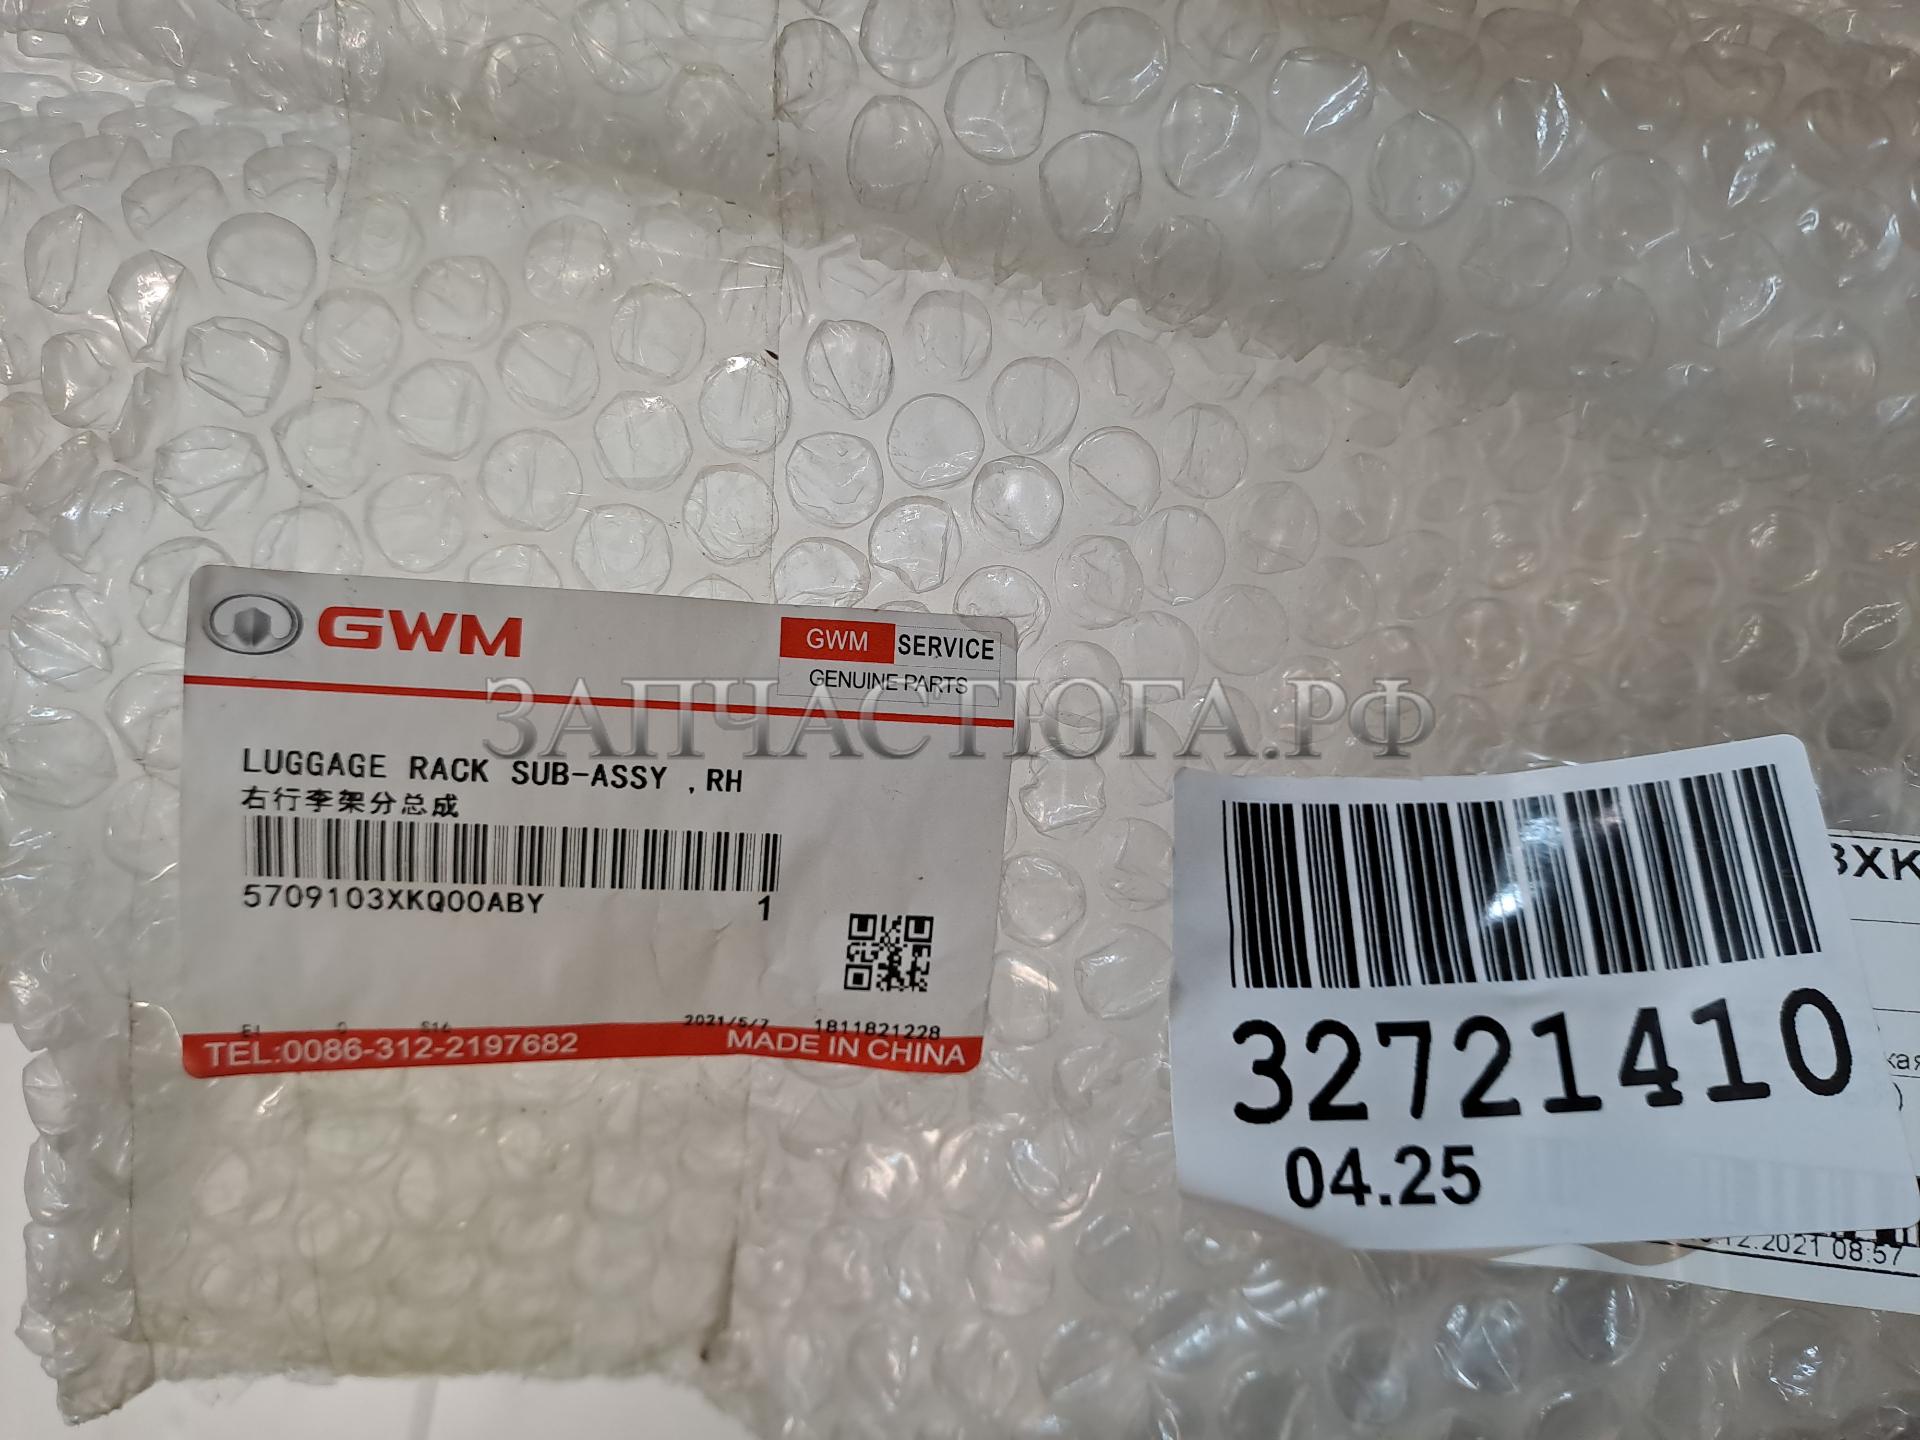 GWM
GWM SERVICE
GENUINE PARTS
ЗАПЧАСТЮГА.РФ
LUGGAGE RACK SUB-ASSY ,RH
右行李架分总成
5709103XKQ00ABY 1
2021/5/7 1811821228
TEL:0086-312-2197682 MADE IN CHINA
32721410
04.25
3XK
кая
)
12.2021 08:57